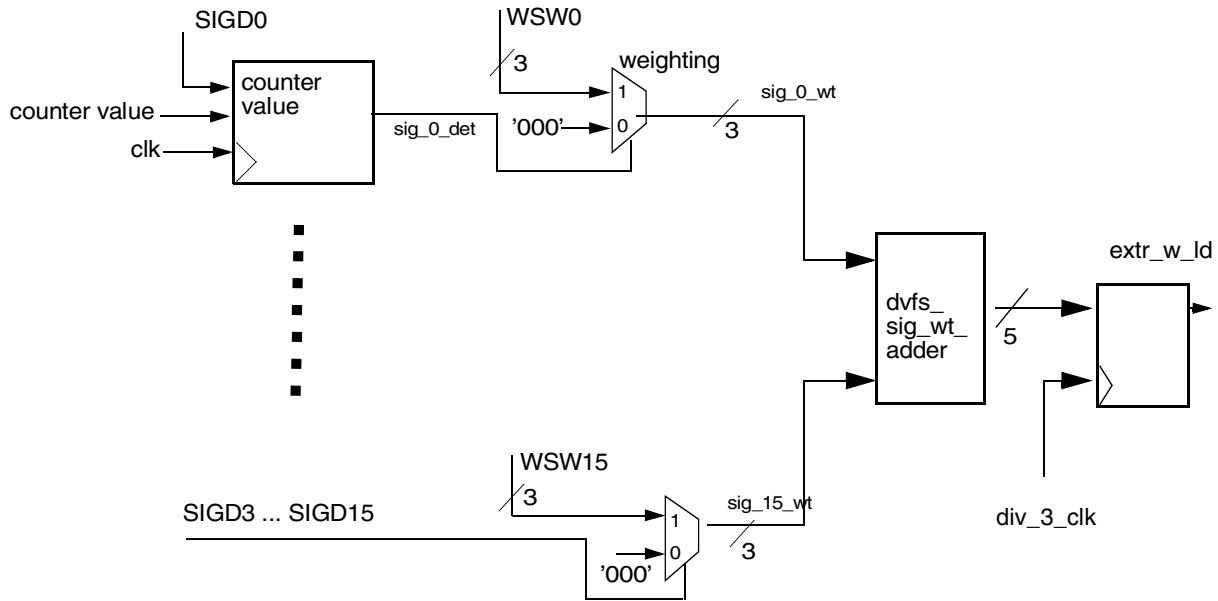 SIGD0
WSW0
3
weighting
counter
value
1
sig_0_wt
counter value
sig_0_det
'000'
0
3
clk
extr_w_ld
dvfs_
sig_wt_
adder
5
WSW15
3
SIGD3 ... SIGD15
1
sig_15_wt
div_3_clk
0
3
'000'